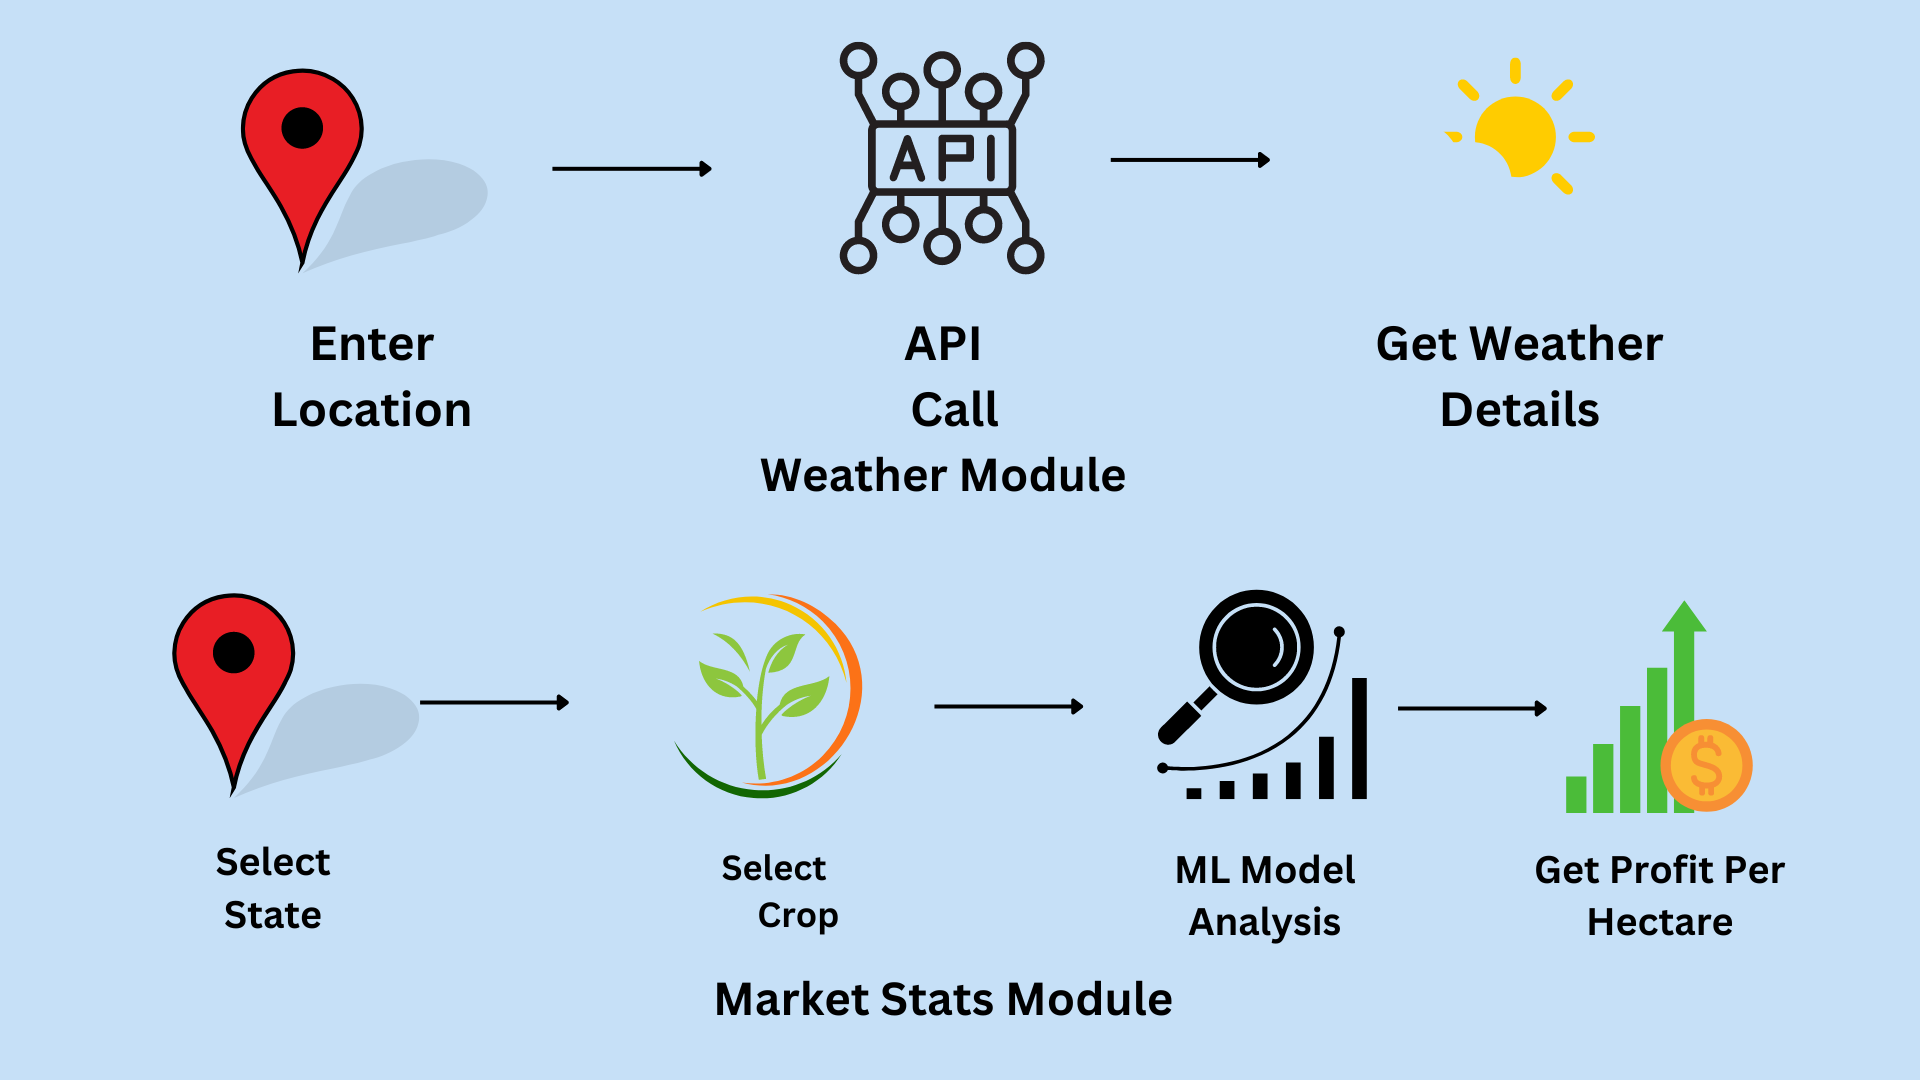 API
Enter
Location
API
Call
Weather Module
Get Weather
Details
$
Select
State
Select
Crop
ML Model
Analysis
Get Profit Per
Hectare
Market Stats Module